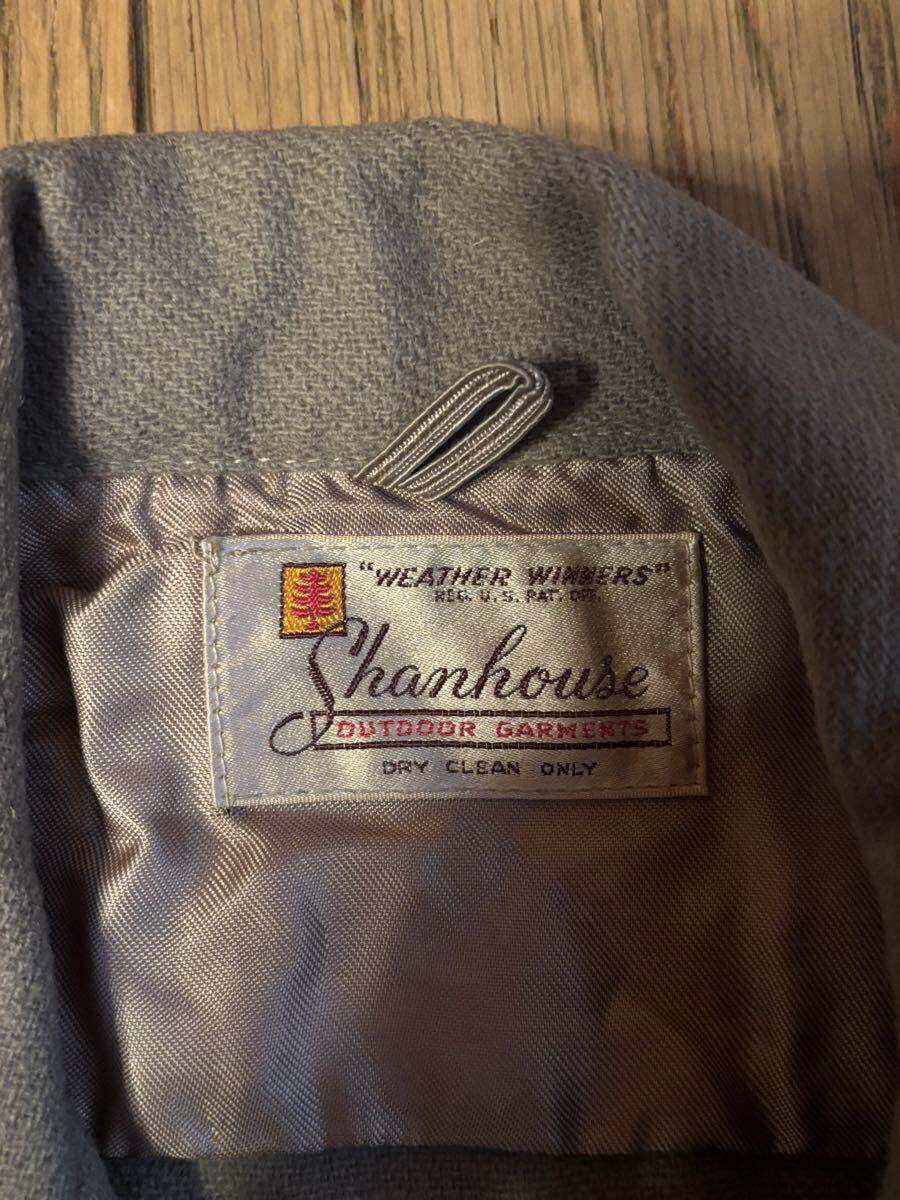 "WEATHER WINNERS"
REG. U.S. PAT. OFF.
Shanhouse
OUTDOOR GARMENTS
DRY CLEAN ONLY